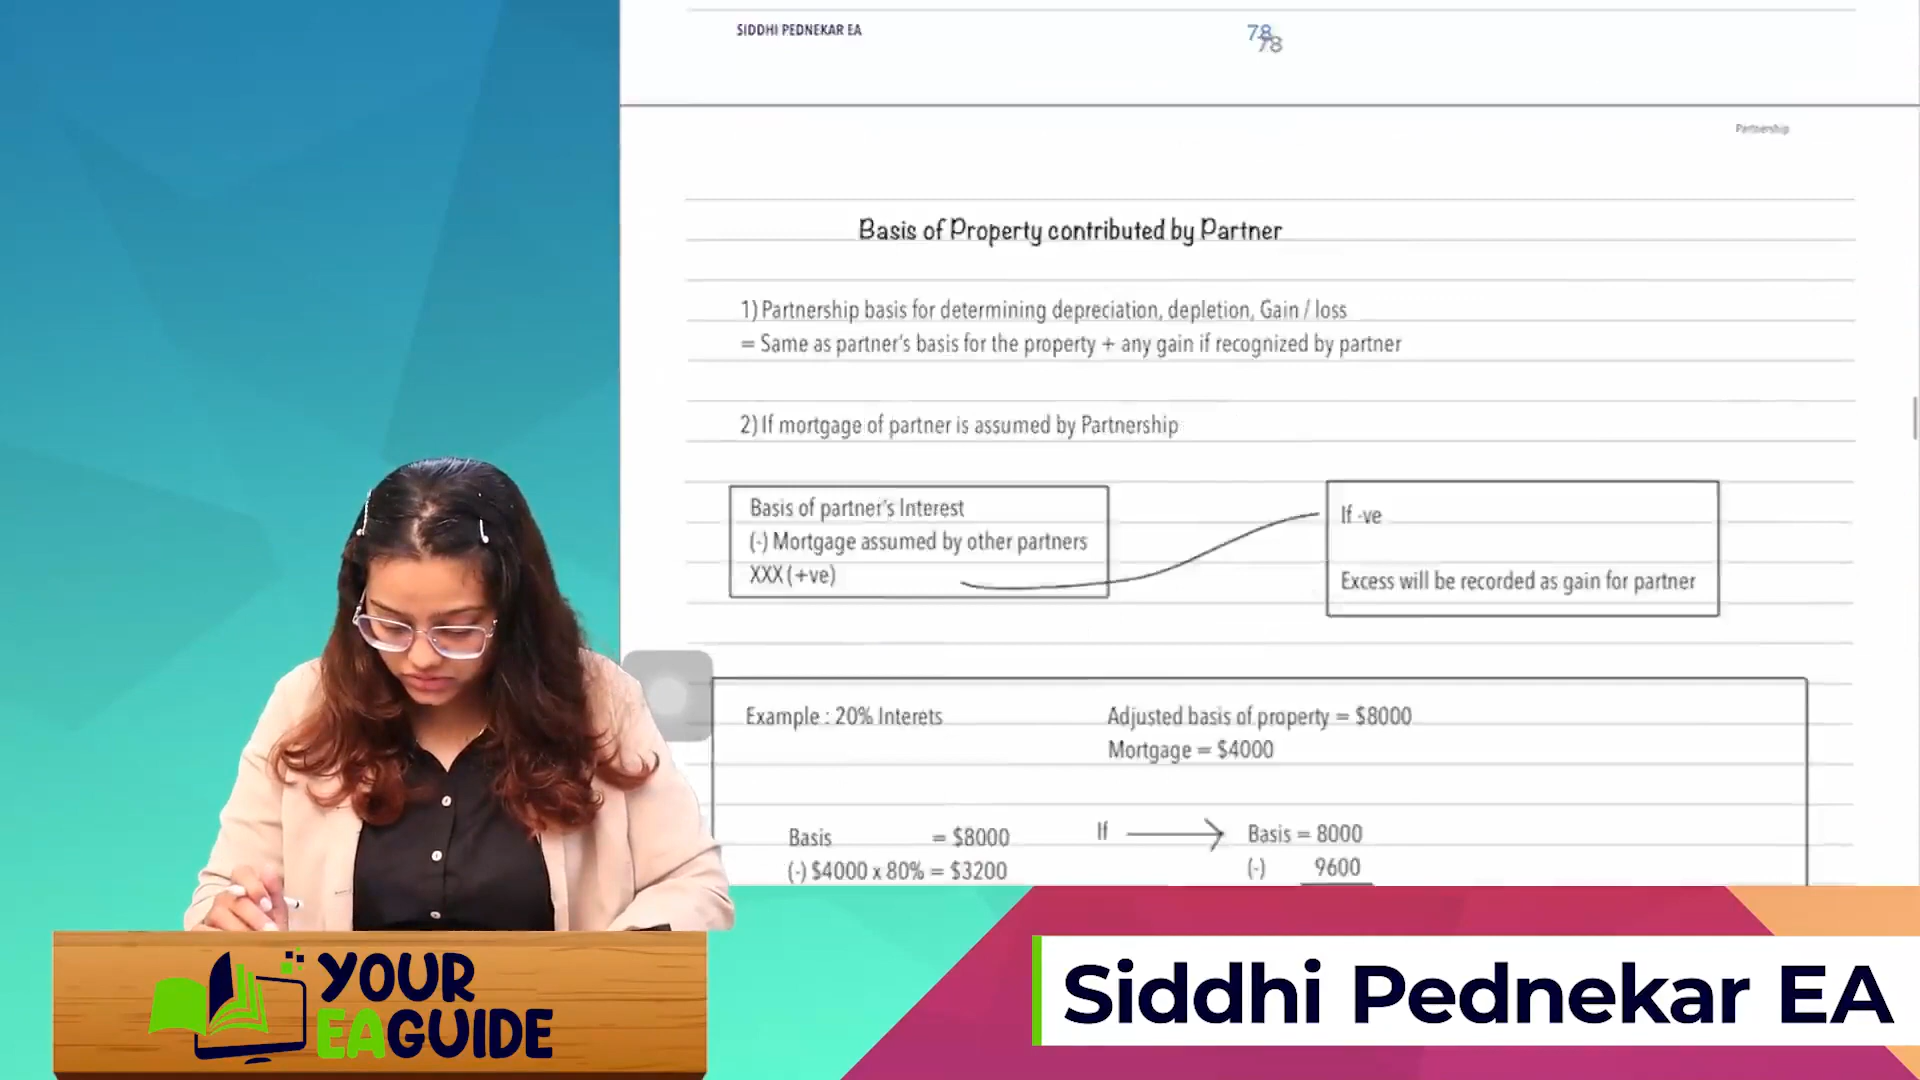 SIDDHI PEDNEKAR EA
78
78
Partnership
Basis of Property contributed by Partner
1) Partnership basis for determining depreciation, depletion, Gain / loss
= Same as partner's basis for the property + any gain if recognized by partner
2) If mortgage of partner is assumed by Partnership
Basis of partner's Interest
(-) Mortgage assumed by other partners
XXX (+ve)
If -ve
Excess will be recorded as gain for partner
Example : 20% Interets
Adjusted basis of property = $8000
Mortgage = $4000
Basis = $8000
(-) $4000 x 80% = $3200
If
Basis = 8000
(-) 9600
YOUR
EAGUIDE
Siddhi Pednekar EA